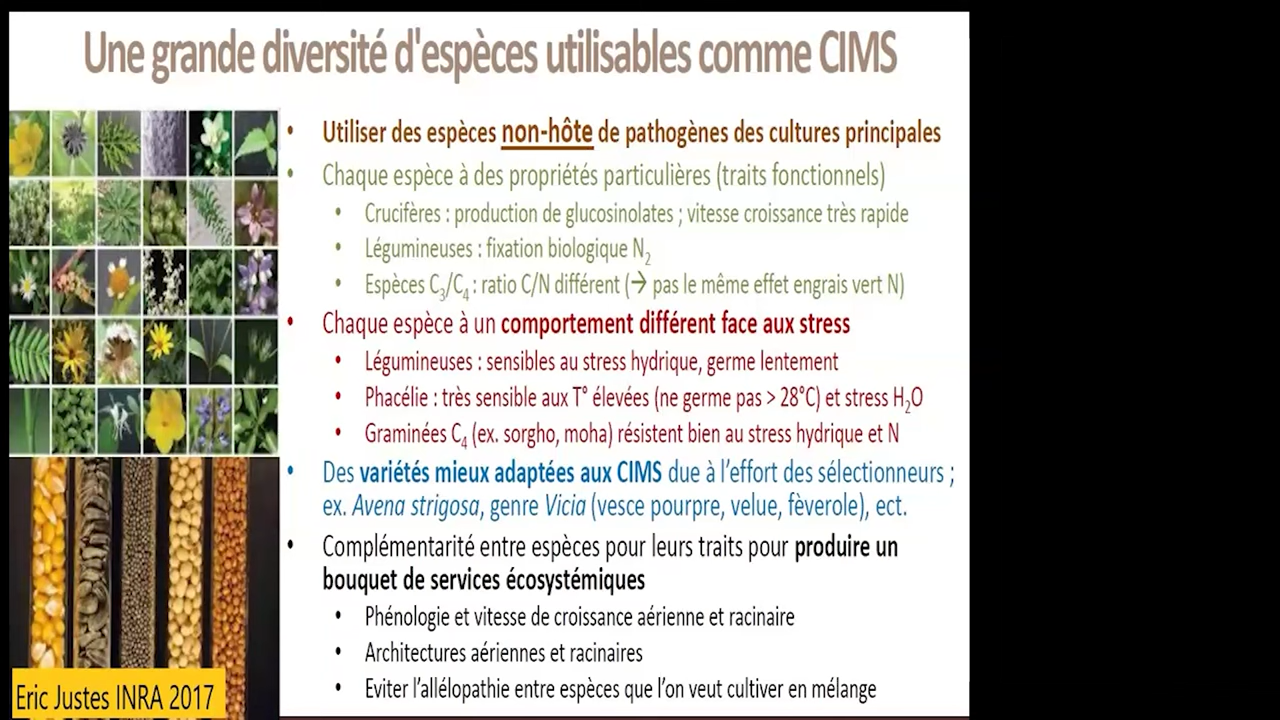 Une grande diversité d'espèces utilisables comme CIMS
• Utiliser des espèces non-hôte de pathogènes des cultures principales
• Chaque espèce à des propriétés particulières (traits fonctionnels)
• Crucifères : production de glucosinolates ; vitesse croissance très rapide
• Légumineuses : fixation biologique N₂
• Espèces C₃/C₄ : ratio C/N différent (→ pas le même effet engrais vert N)
• Chaque espèce à un comportement différent face aux stress
• Légumineuses : sensibles au stress hydrique, germe lentement
• Phacélie : très sensible aux T° élevées (ne germe pas > 28°C) et stress H₂O
• Graminées C₄ (ex. sorgho, moha) résistent bien au stress hydrique et N
• Des variétés mieux adaptées aux CIMS due à l'effort des sélectionneurs ;
ex. Avena strigosa, genre Vicia (vesce pourpre, velue, fèverole), ect.
• Complémentarité entre espèces pour leurs traits pour produire un
bouquet de services écosystémiques
• Phénologie et vitesse de croissance aérienne et racinaire
• Architectures aériennes et racinaires
• Eviter l'allélopathie entre espèces que l'on veut cultiver en mélange
Eric Justes INRA 2017